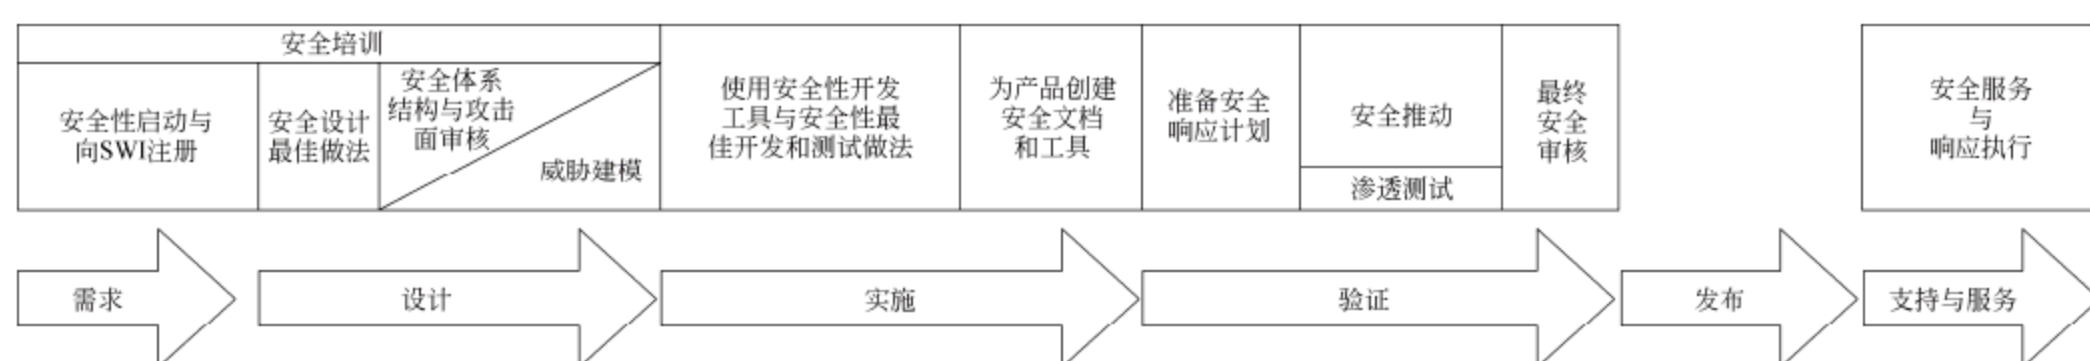 安全培训
安全性启动与
向SWI注册
安全设计
最佳做法
安全体系
结构与攻击
面审核
威胁建模
使用安全性开发
工具与安全性最
佳开发和测试做法
为产品创建
安全文档
和工具
准备安全
响应计划
安全推动
渗透测试
最终
安全
审核
安全服务
与
响应执行
需求
设计
实施
验证
发布
支持与服务